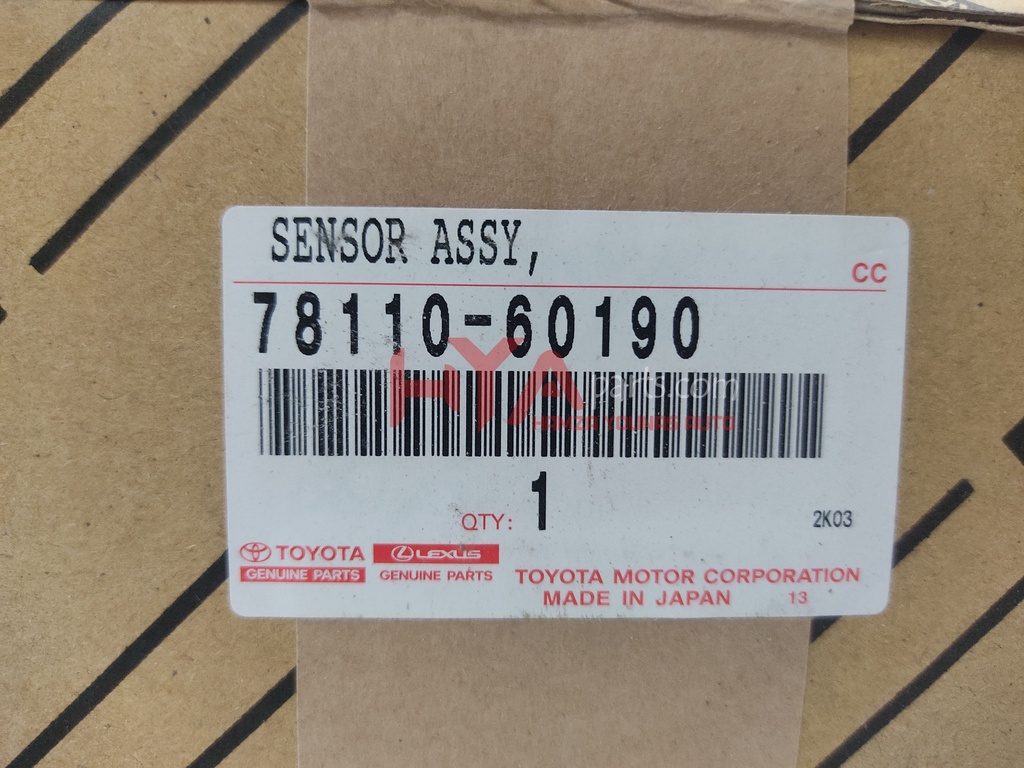 SENSOR ASSY,
CC
78110-60190
HYAparts.com
HAMZA YOUNAS AUTO
QTY: 1
2K03
TOYOTA LEXUS
GENUINE PARTS GENUINE PARTS
TOYOTA MOTOR CORPORATION
MADE IN JAPAN 13